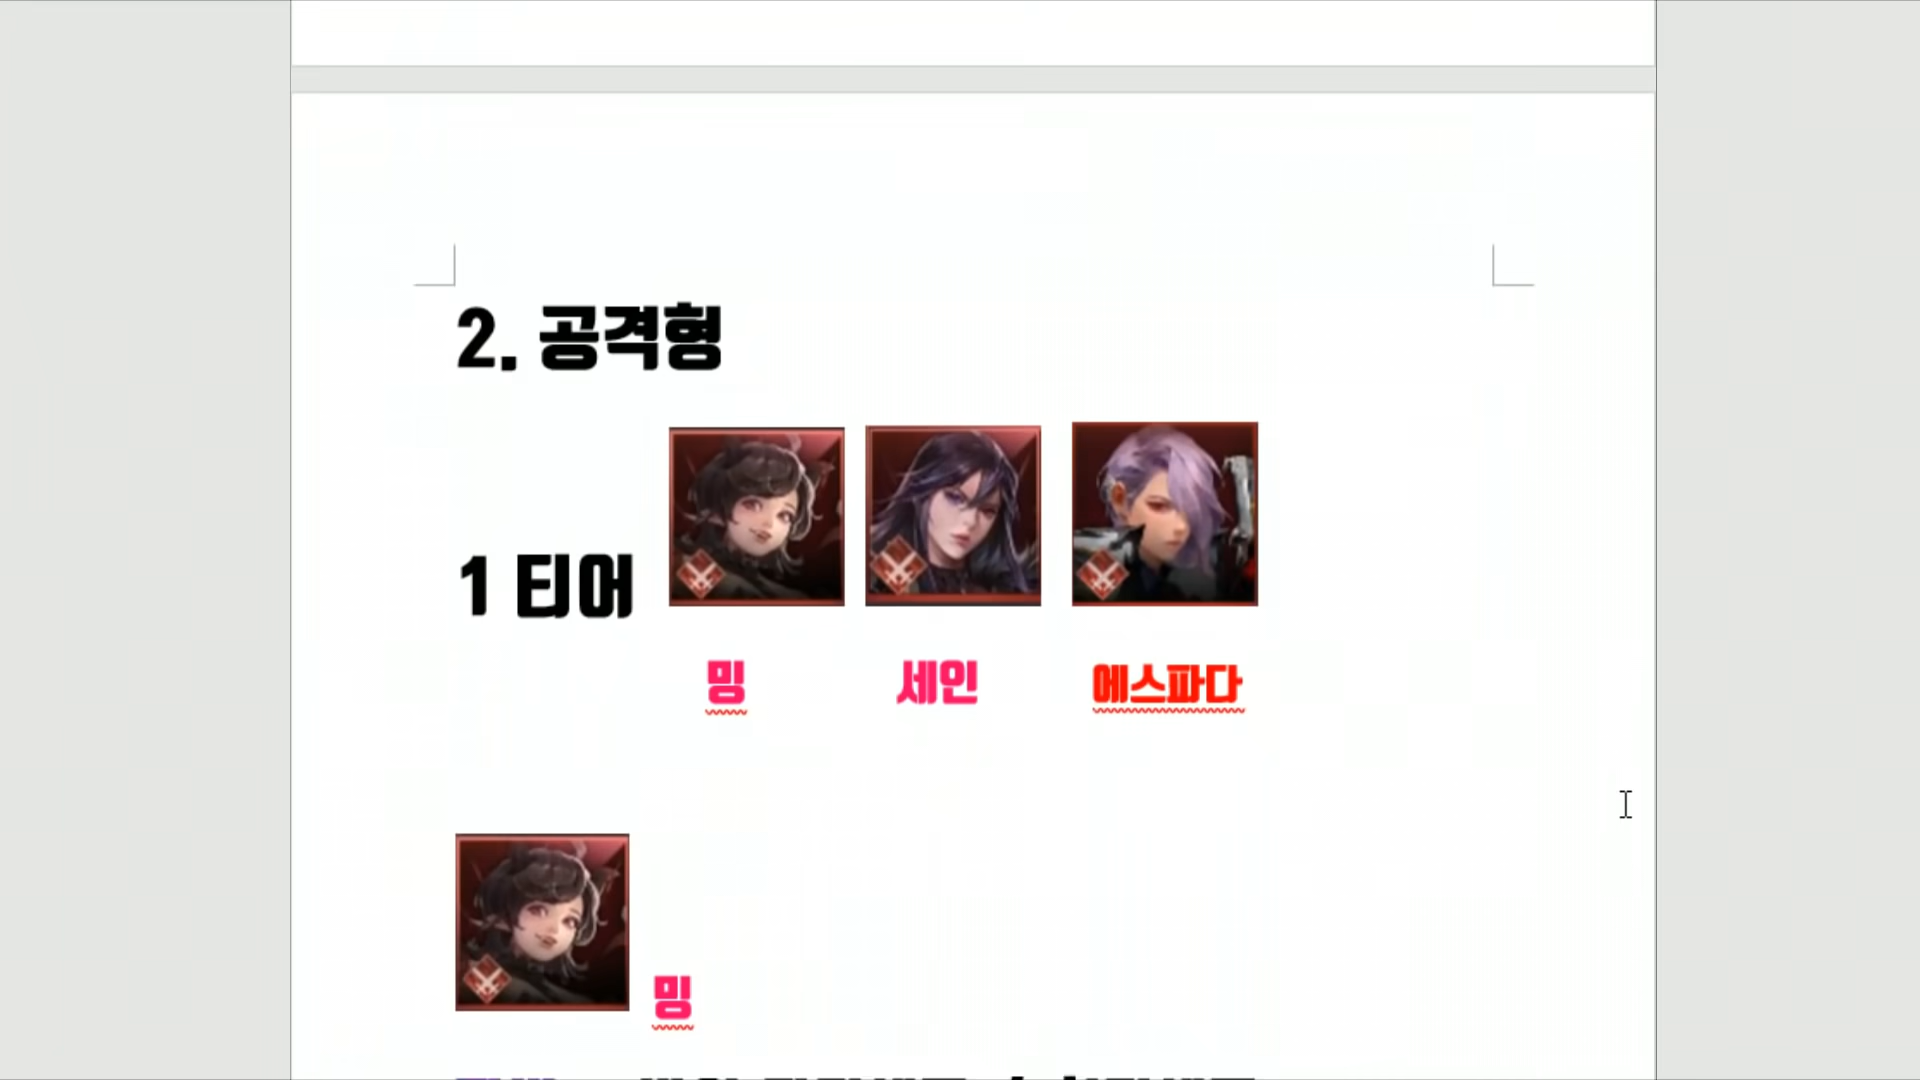 2. 공격형
1 티어
밍 세인 에스파다
밍